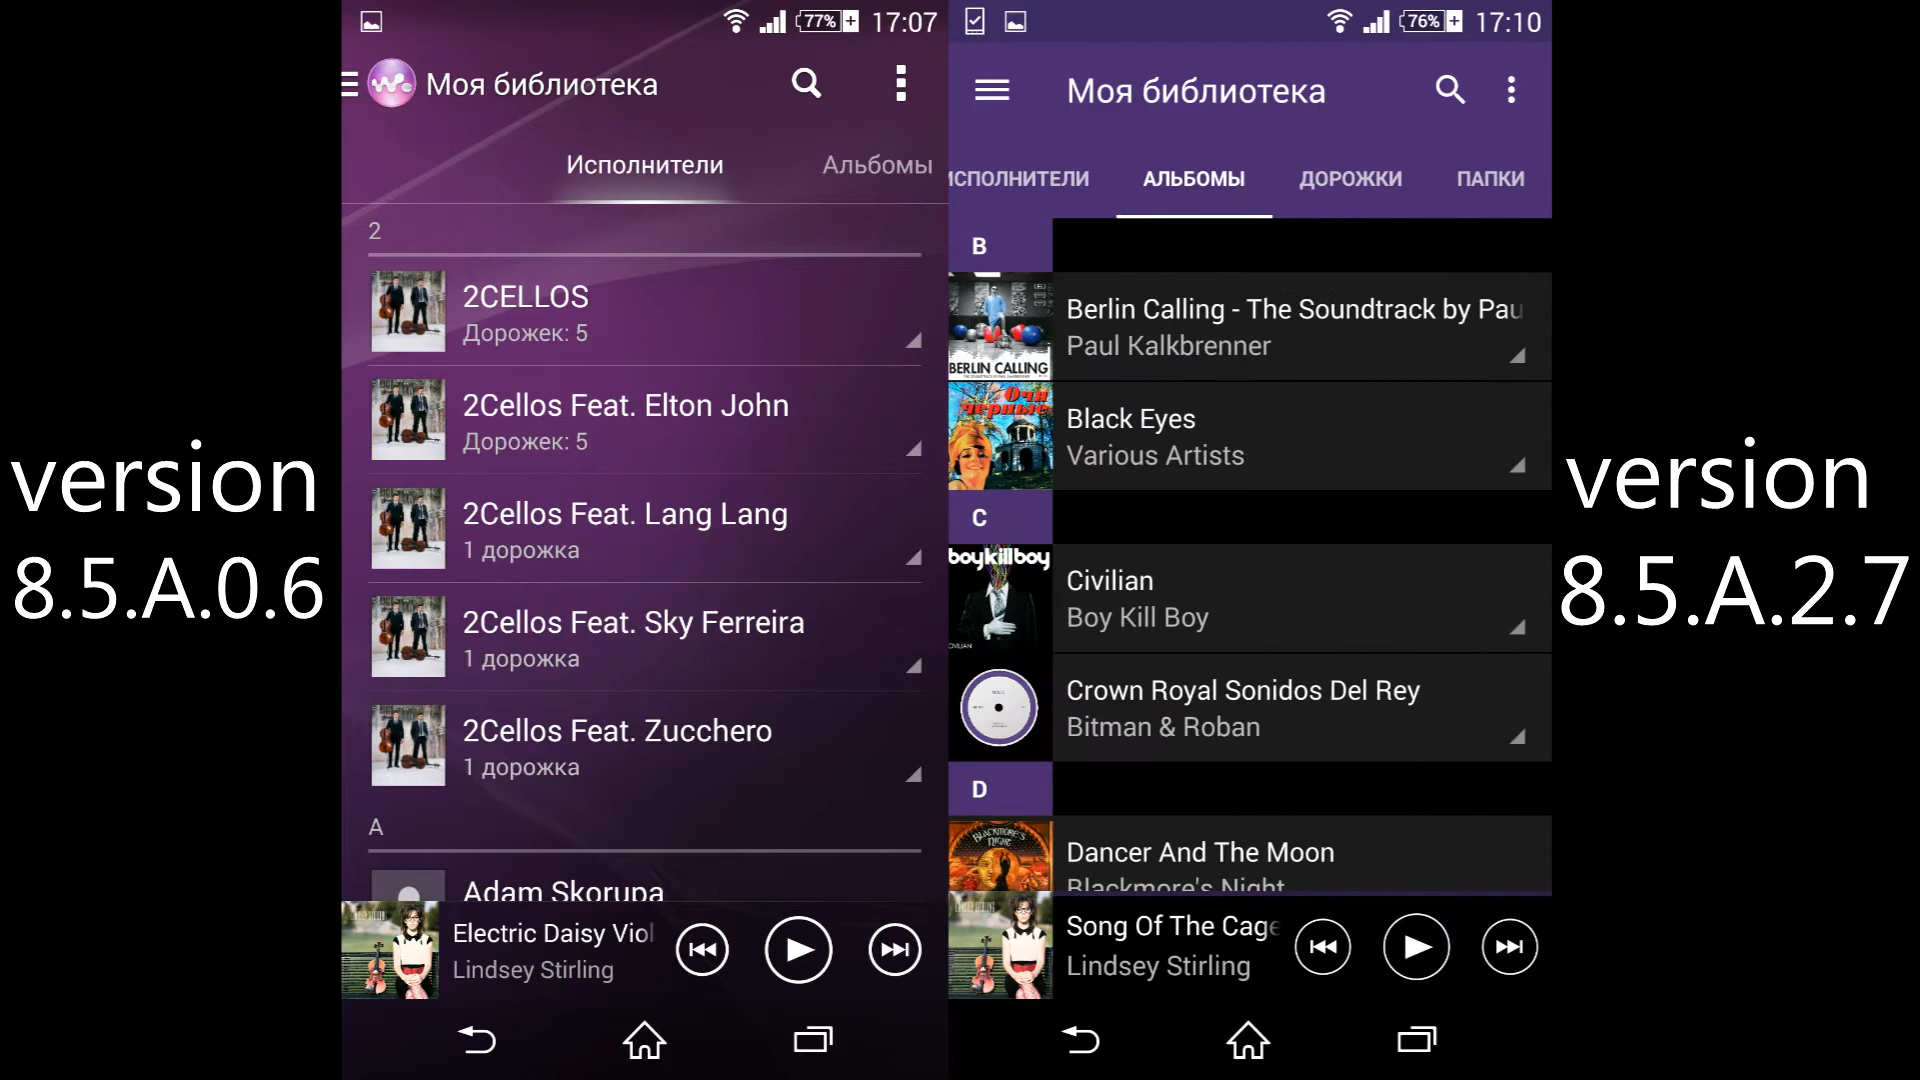 version
8.5.A.0.6
77% 17:07
Моя библиотека
Исполнители Альбомы
2
2CELLOS
Дорожек: 5
2Cellos Feat. Elton John
Дорожек: 5
2Cellos Feat. Lang Lang
1 дорожка
2Cellos Feat. Sky Ferreira
1 дорожка
2Cellos Feat. Zucchero
1 дорожка
A
Adam Skorupa
Electric Daisy Viol
Lindsey Stirling
76% 17:10
Моя библиотека
ИСПОЛНИТЕЛИ АЛЬБОМЫ ДОРОЖКИ ПАПКИ
B
Berlin Calling - The Soundtrack by Pau
Paul Kalkbrenner
BERLIN CALLING
Black Eyes
Various Artists
Очи
черные
C
boykillboy
Civilian
Boy Kill Boy
CIVILIAN
Crown Royal Sonidos Del Rey
Bitman & Roban
D
BLACKMORE'S
NIGHT
Dancer And The Moon
Blackmore's Night
Song Of The Cage
Lindsey Stirling
version
8.5.A.2.7